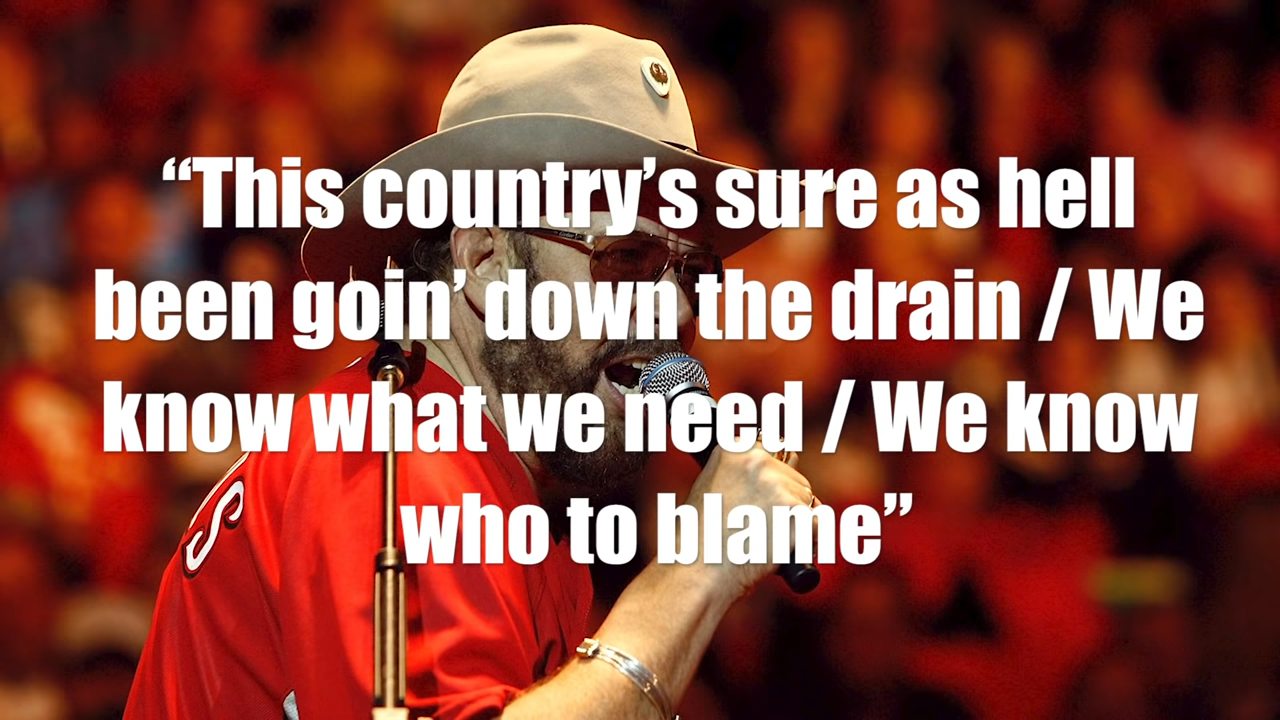 “This country’s sure as hell
been goin’ down the drain / We
know what we need / We know
who to blame”